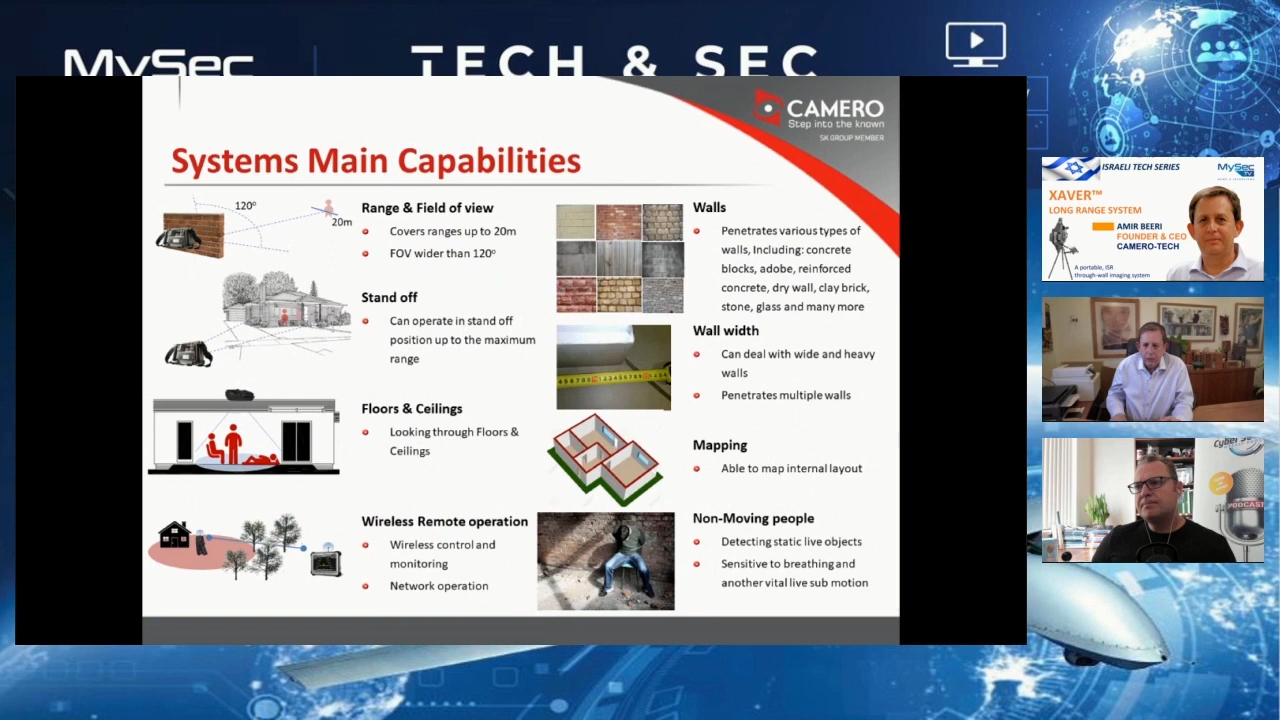 MySec
TECH & SEC
CAMERO
Step into the known
SK GROUP MEMBER
Systems Main Capabilities
120º
20m
Range & Field of view
Covers ranges up to 20m
FOV wider than 120º
Stand off
Can operate in stand off
position up to the maximum
range
Floors & Ceilings
Looking through Floors &
Ceilings
Wireless Remote operation
Wireless control and
monitoring
Network operation
Walls
Penetrates various types of
walls, Including: concrete
blocks, adobe, reinforced
concrete, dry wall, clay brick,
stone, glass and many more
Wall width
Can deal with wide and heavy
walls
Penetrates multiple walls
Mapping
Able to map internal layout
Non-Moving people
Detecting static live objects
Sensitive to breathing and
another vital live sub motion
ISRAELI TECH SERIES
MySec
TV
XAVER™
LONG RANGE SYSTEM
AMIR BEERI
FOUNDER & CEO
CAMERO-TECH
A portable, ISR
through-wall imaging system
PODCAST